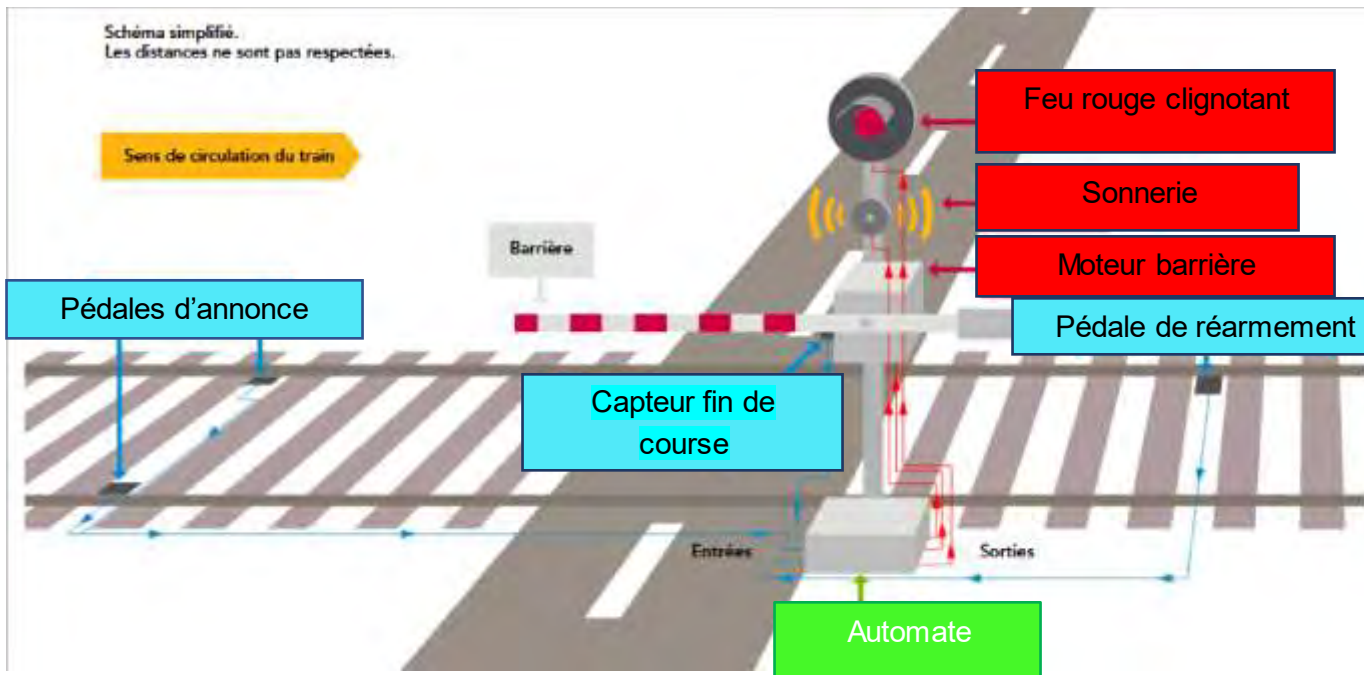 Schéma simplifié.
Les distances ne sont pas respectées.
Feu rouge clignotant
Sens de circulation du train
Sonnerie
Barrière
Moteur barrière
Pédales d'annonce
Pédale de réarmement
Capteur fin de
course
Entrées
Sorties
Automate